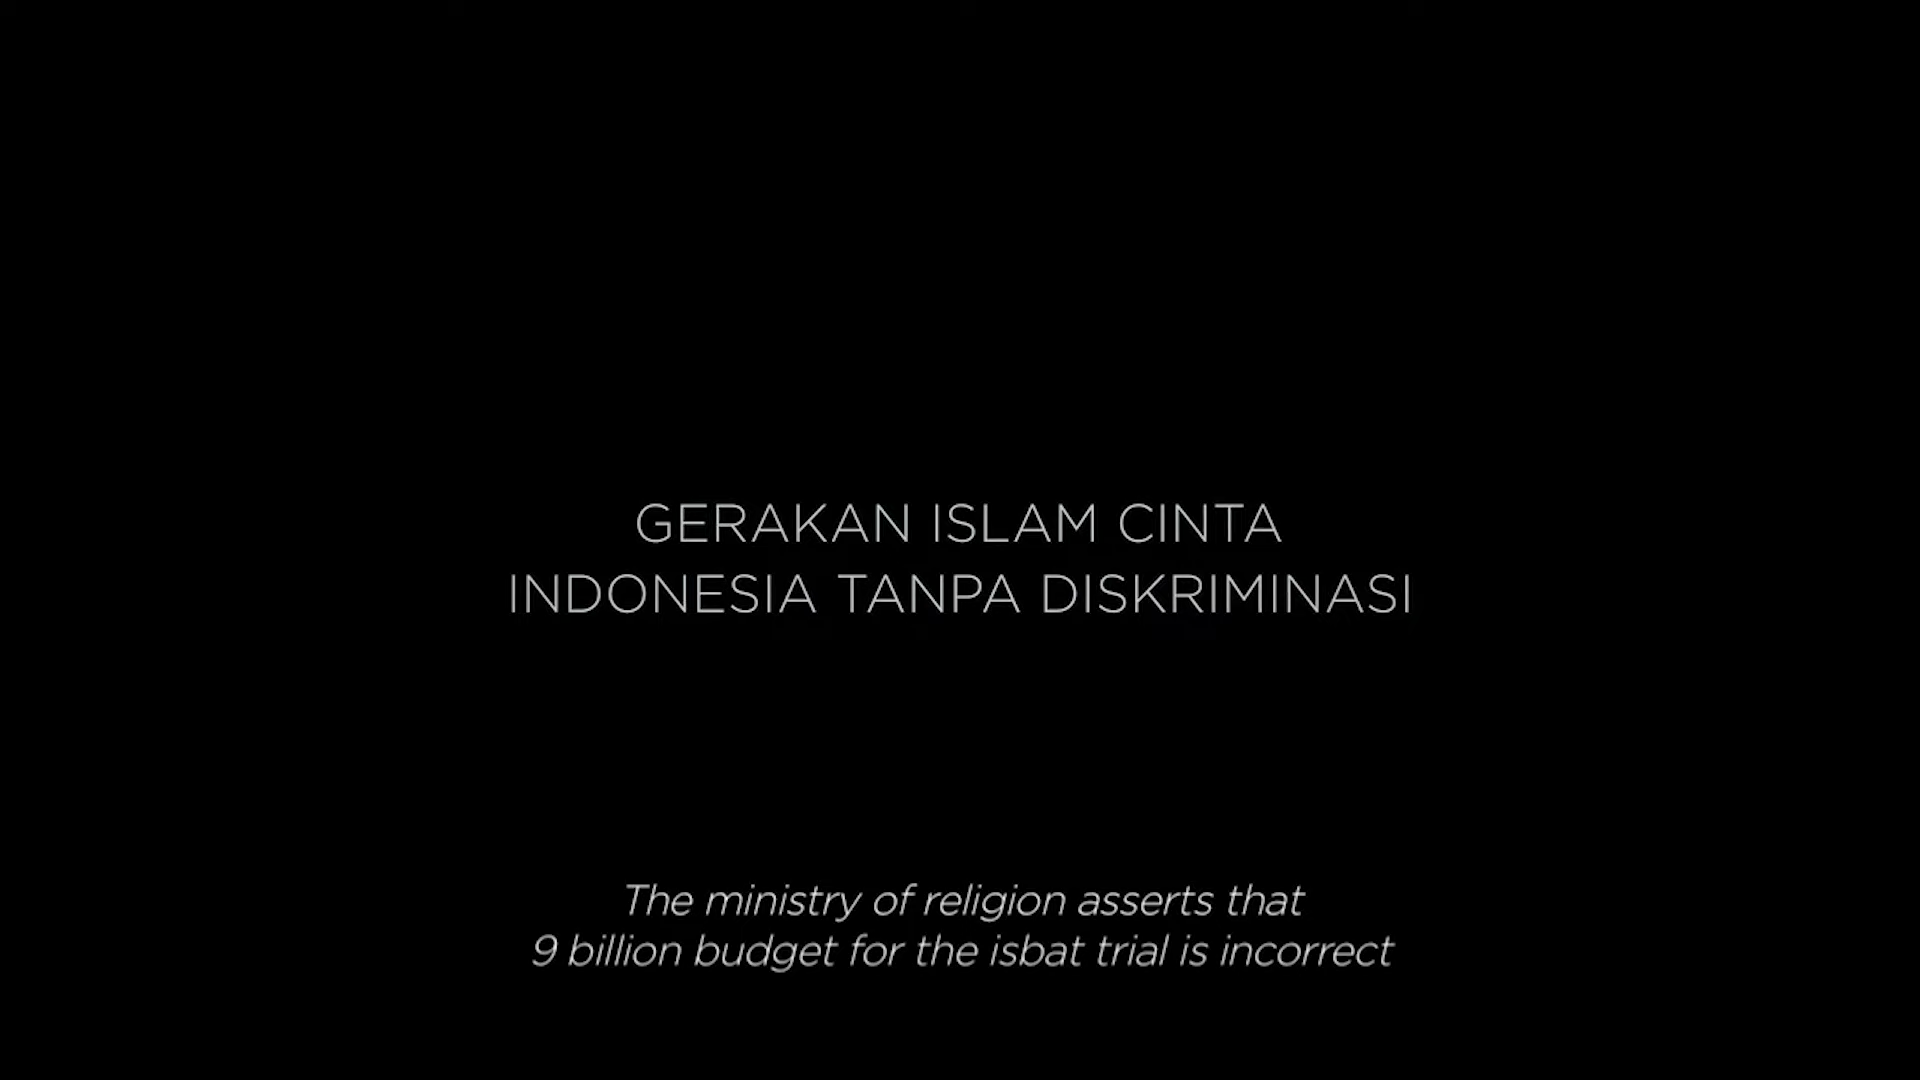 GERAKAN ISLAM CINTA
INDONESIA TANPA DISKRIMINASI
The ministry of religion asserts that
9 billion budget for the isbat trial is incorrect